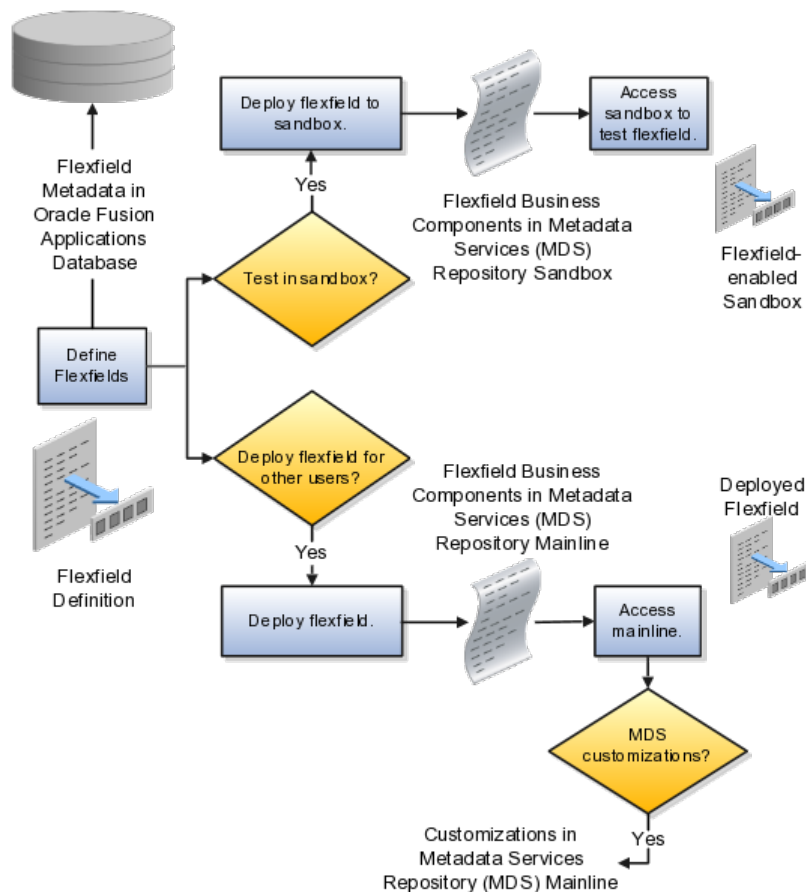 Deploy flexfield to
sandbox.
Access
sandbox to
test flexfield.
Flexfield
Metadata in
Oracle Fusion
Applications
Database
Yes
Flexfield Business
Components in Metadata
Services (MDS)
Repository Sandbox
Test in sandbox?
Flexfield-
enabled
Sandbox
Define
Flexfields
Deploy flexfield for
other users?
Flexfield Business
Components in Metadata
Services (MDS)
Repository Mainline
Deployed
Flexfield
Yes
Flexfield
Definition
Deploy flexfield.
Access
mainline.
MDS
customizations?
Yes
Customizations in
Metadata Services
Repository (MDS) Mainline